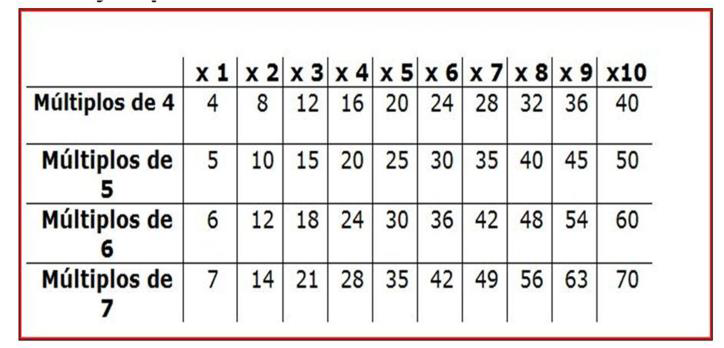 x 1 x 2 x 3 x 4 x 5 x 6 x 7 x 8 x 9 x10
Múltiplos de 4 4 8 12 16 20 24 28 32 36 40
Múltiplos de 5 10 15 20 25 30 35 40 45 50
5
Múltiplos de 6 12 18 24 30 36 42 48 54 60
6
Múltiplos de 7 14 21 28 35 42 49 56 63 70
7